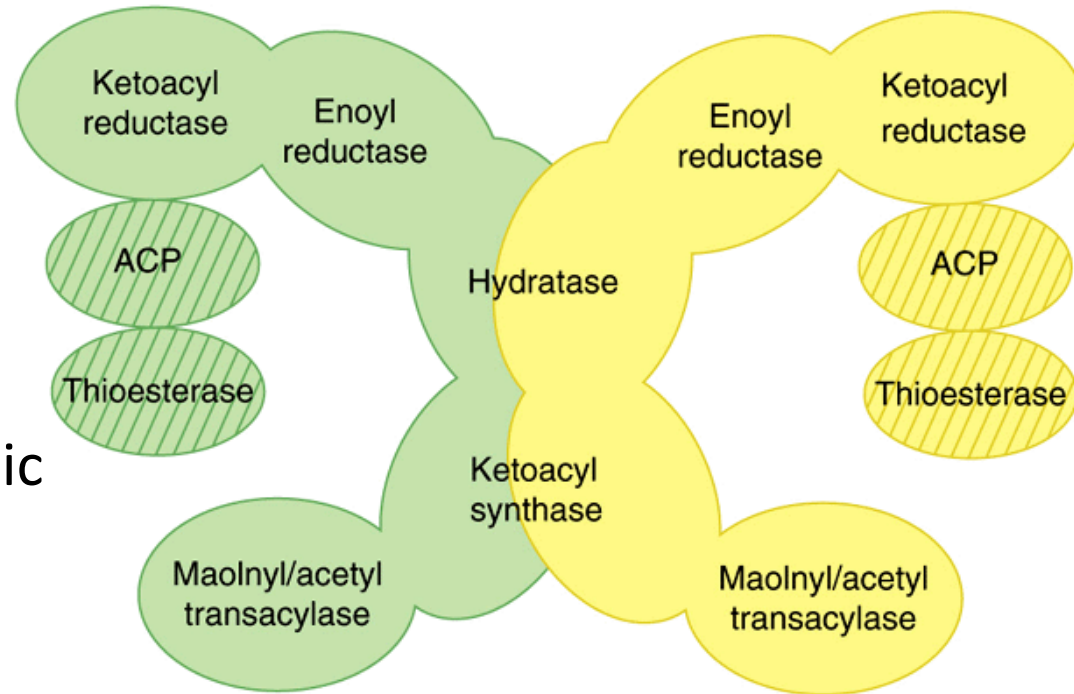 Ketoacyl
reductase
Enoyl
reductase
ACP
Thioesterase
Hydratase
Ketoacyl
synthase
Maolnyl/acetyl
transacylase
Enoyl
reductase
Ketoacyl
reductase
ACP
Thioesterase
Maolnyl/acetyl
transacylase
ic